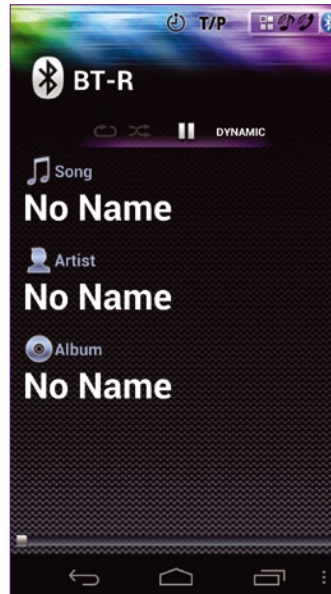 T/P
BT-R
DYNAMIC
Song
No Name
Artist
No Name
Album
No Name